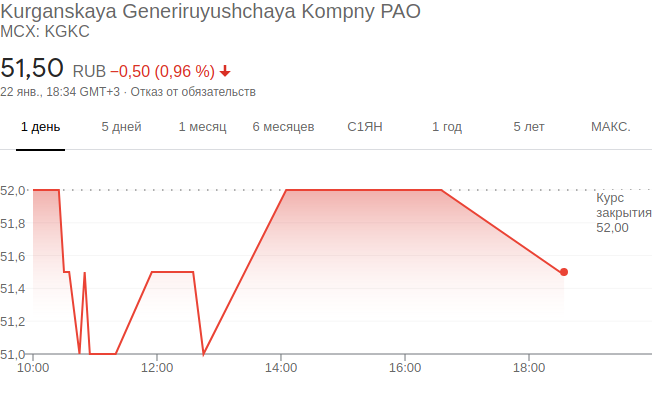 Kurganskaya Generiruyushchaya Kompny PAO
MCX: KGKC
51,50 RUB −0,50 (0,96 %)
22 янв., 18:34 GMT+3 · Отказ от обязательств
1 день 5 дней 1 месяц 6 месяцев С1ЯН 1 год 5 лет МАКС.
52,0
Курс
закрытия
51,8
52,00
51,6
51,4
51,2
51,0
10:00 12:00 14:00 16:00 18:00